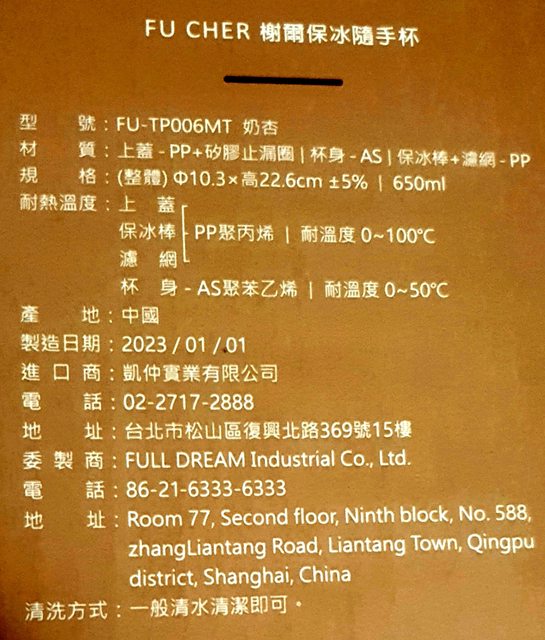 FU CHER 榭爾保冰隨手杯
型 號：FU-TP006MT 奶杏
材 質：上蓋-PP+矽膠止漏圈 | 杯身-AS | 保冰棒+濾網-PP
規 格：(整體) Φ10.3×高22.6cm ±5% | 650ml
耐熱溫度：上 蓋
保冰棒 PP聚丙烯 | 耐溫度 0~100°C
濾 網
杯 身-AS聚苯乙烯 | 耐溫度 0~50°C
產 地：中國
製造日期：2023 / 01 / 01
進 口 商：凱仲實業有限公司
電 話：02-2717-2888
地 址：台北市松山區復興北路369號15樓
委 製 商：FULL DREAM Industrial Co., Ltd.
電 話：86-21-6333-6333
地 址：Room 77, Second floor, Ninth block, No. 588,
zhangLiantang Road, Liantang Town, Qingpu
district, Shanghai, China
清洗方式：一般清水清潔即可。